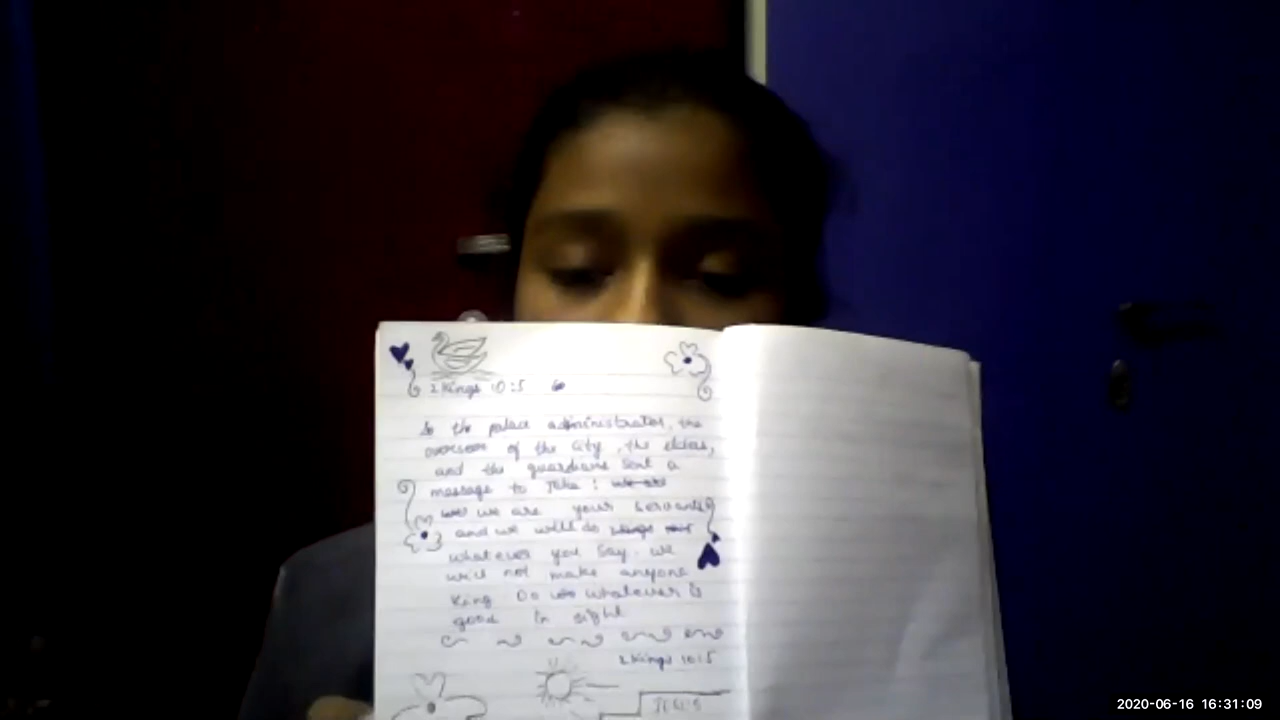 2 Kings 10:5
So the palace administrator, the
overseer of the city, the elders,
and the guardians sent a
message to Jehu : we are
we are your servants
and we will do
whatever you say. we
will not make anyone
King Do whatever is
good in sight
2 Kings 10:5
JESUS
2020-06-16 16:31:09